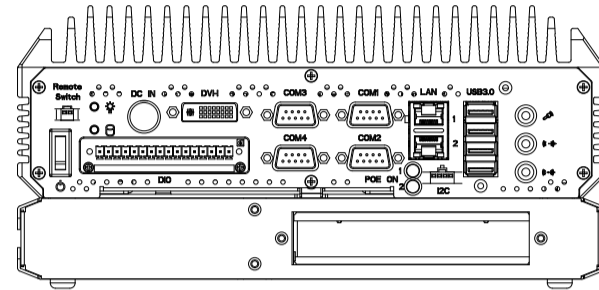 Remote
Switch
DC IN
DVI-I
COM3
COM1
LAN
USB3.0
1
2
COM4
COM2
DIO
POE ON
1
2
I2C